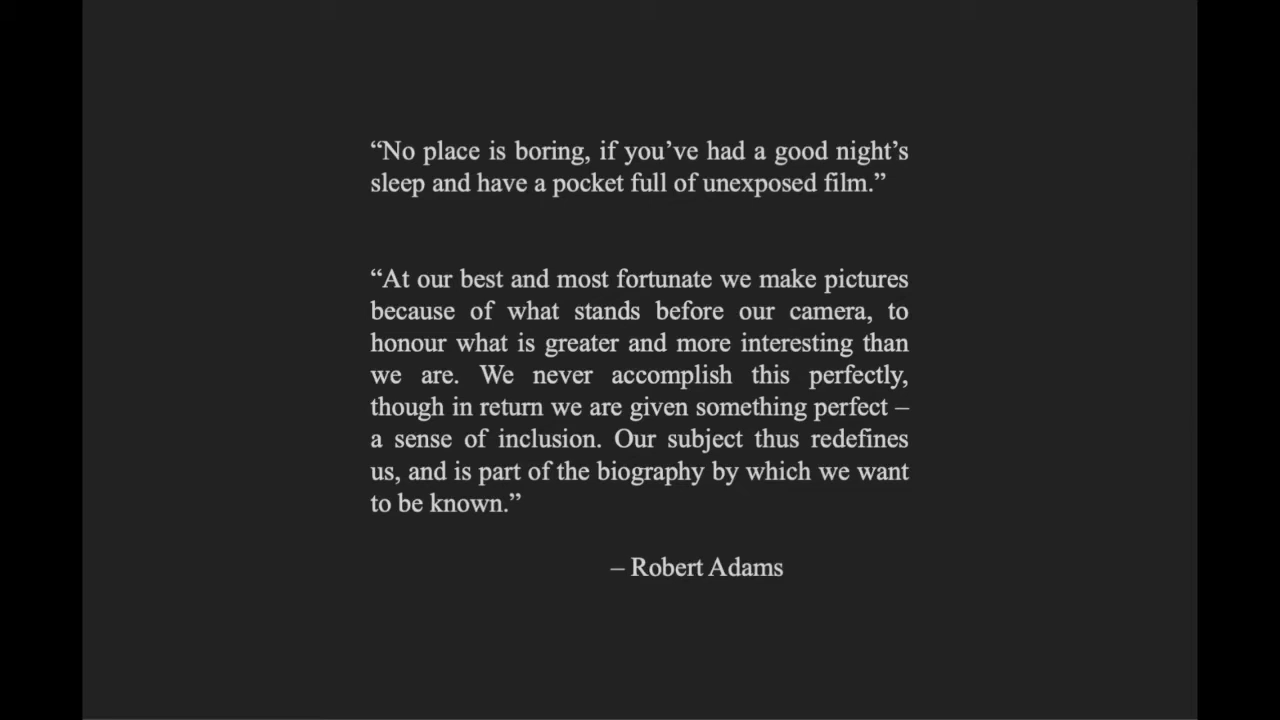 “No place is boring, if you’ve had a good night’s
sleep and have a pocket full of unexposed film.”
“At our best and most fortunate we make pictures
because of what stands before our camera, to
honour what is greater and more interesting than
we are. We never accomplish this perfectly,
though in return we are given something perfect –
a sense of inclusion. Our subject thus redefines
us, and is part of the biography by which we want
to be known.”
– Robert Adams